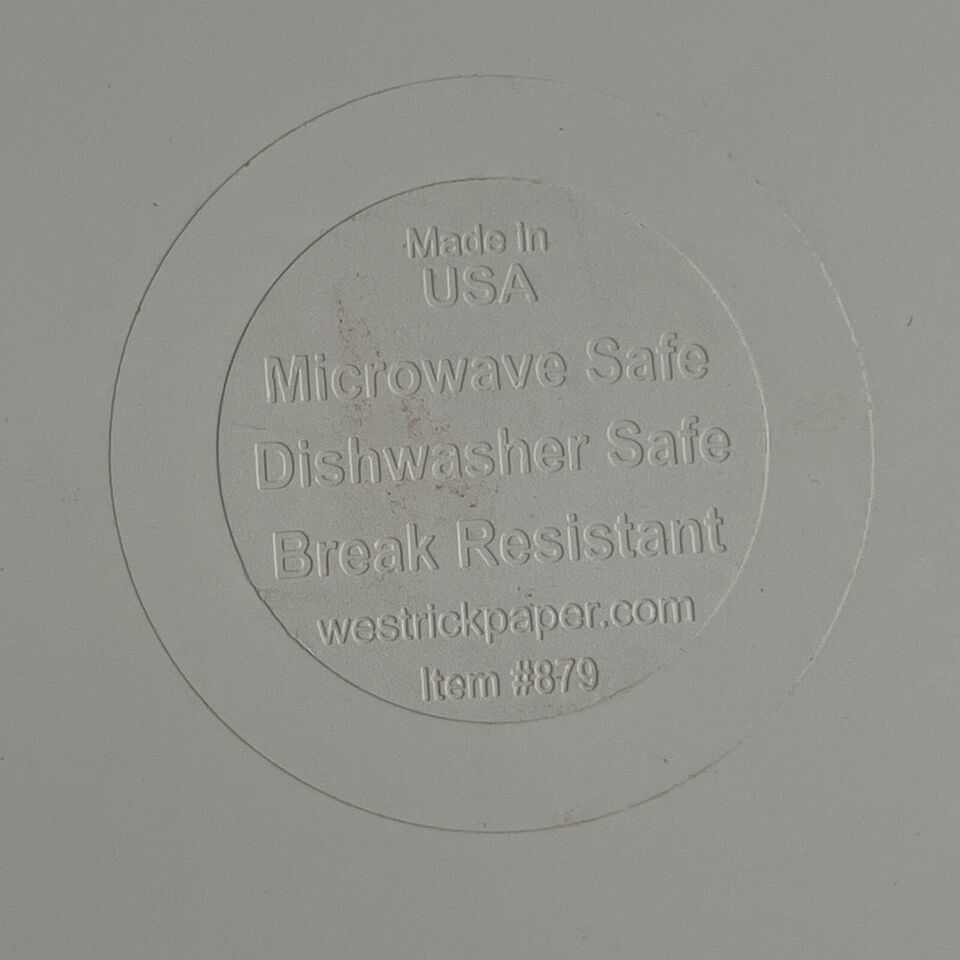 Made in
USA
Microwave Safe
Dishwasher Safe
Break Resistant
westrickpaper.com
Item #879